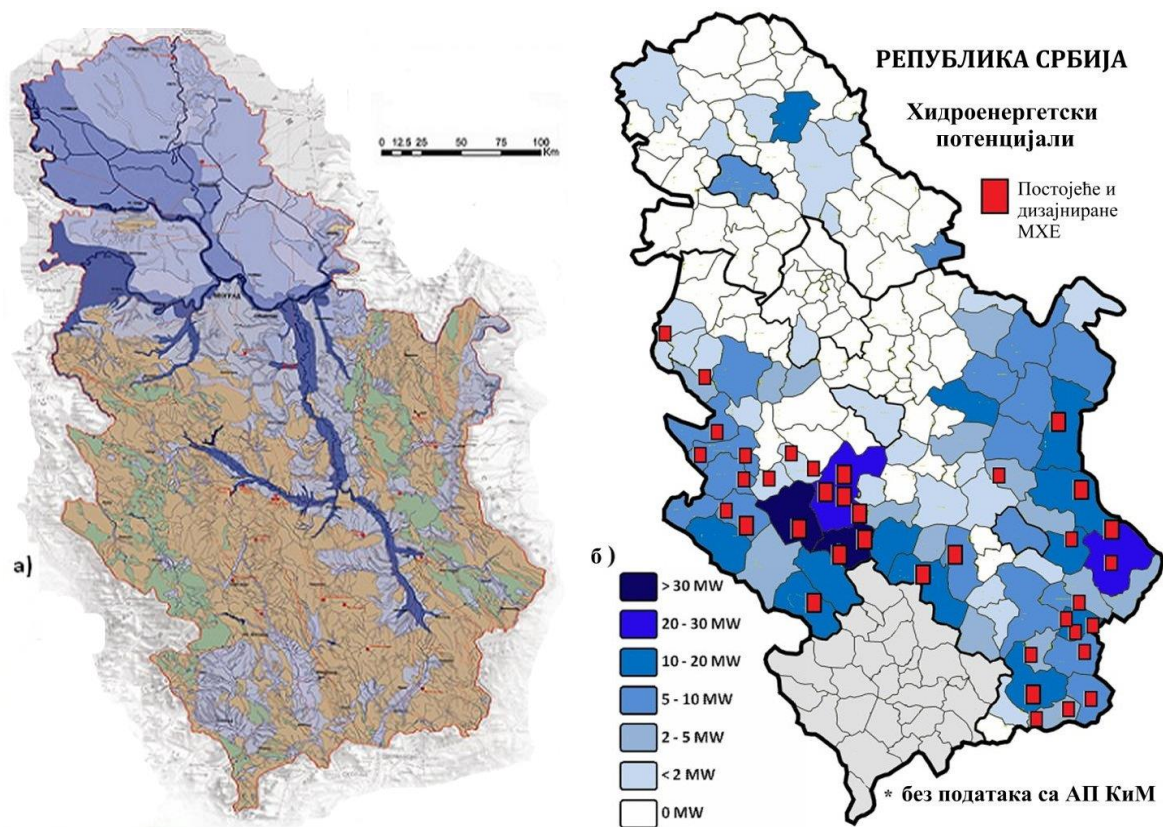 0 12.5 25 50 75 100
Km
БЕОГРАД
а)
РЕПУБЛИКА СРБИЈА
Хидроенергетски
потенцијали
Постојеће и
дизајниране
МХЕ
б )
> 30 MW
20 - 30 MW
10 - 20 MW
5 - 10 MW
2 - 5 MW
< 2 MW
0 MW
* без података са АП КиМ